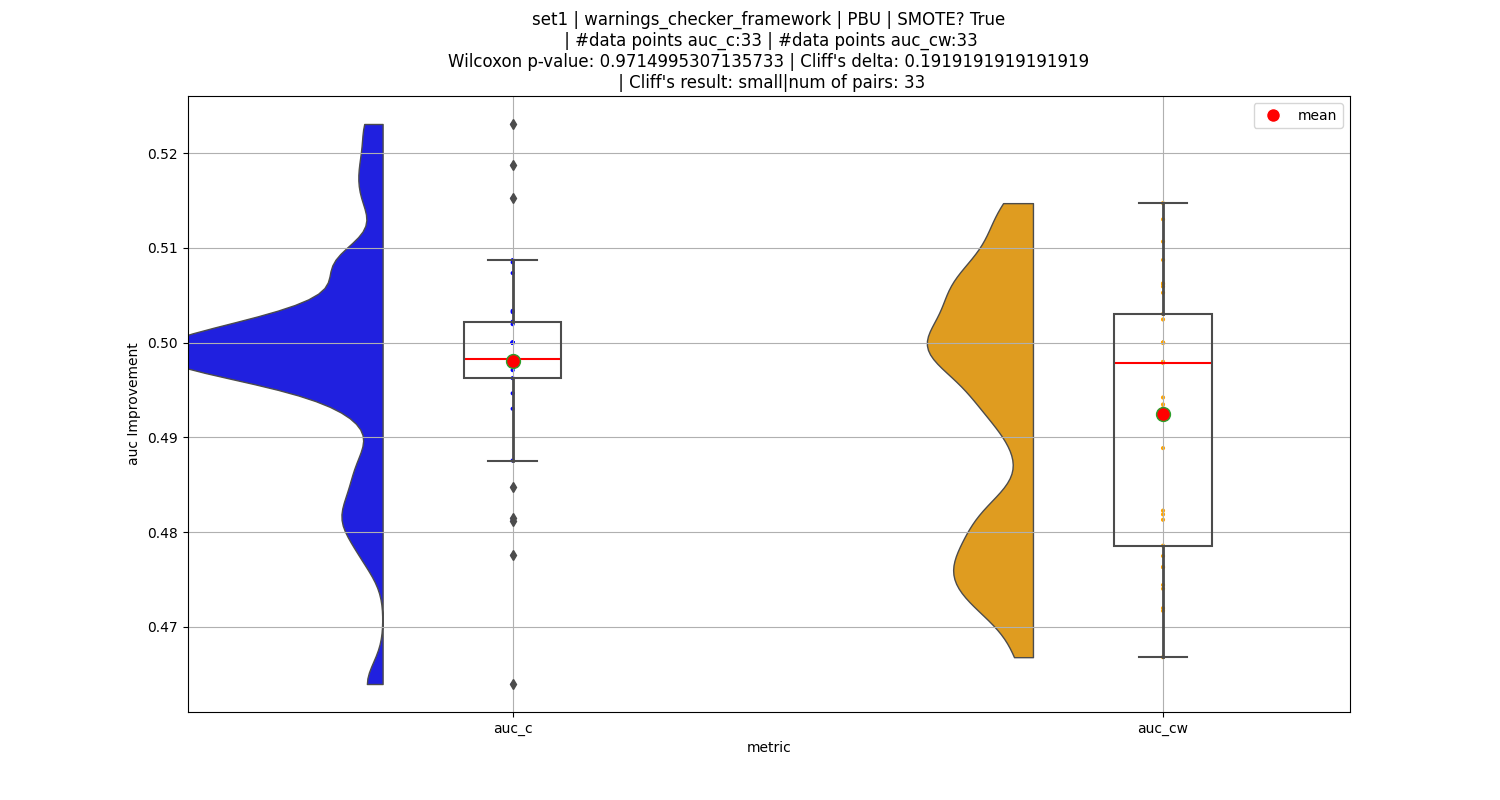 set1 | warnings_checker_framework | PBU | SMOTE? True
| #data points auc_c:33 | #data points auc_cw:33
Wilcoxon p-value: 0.9714995307135733 | Cliff's delta: 0.1919191919191919
| Cliff's result: small|num of pairs: 33
mean
0.52
0.51
0.50
0.49
0.48
0.47
auc Improvement
auc_c
auc_cw
metric